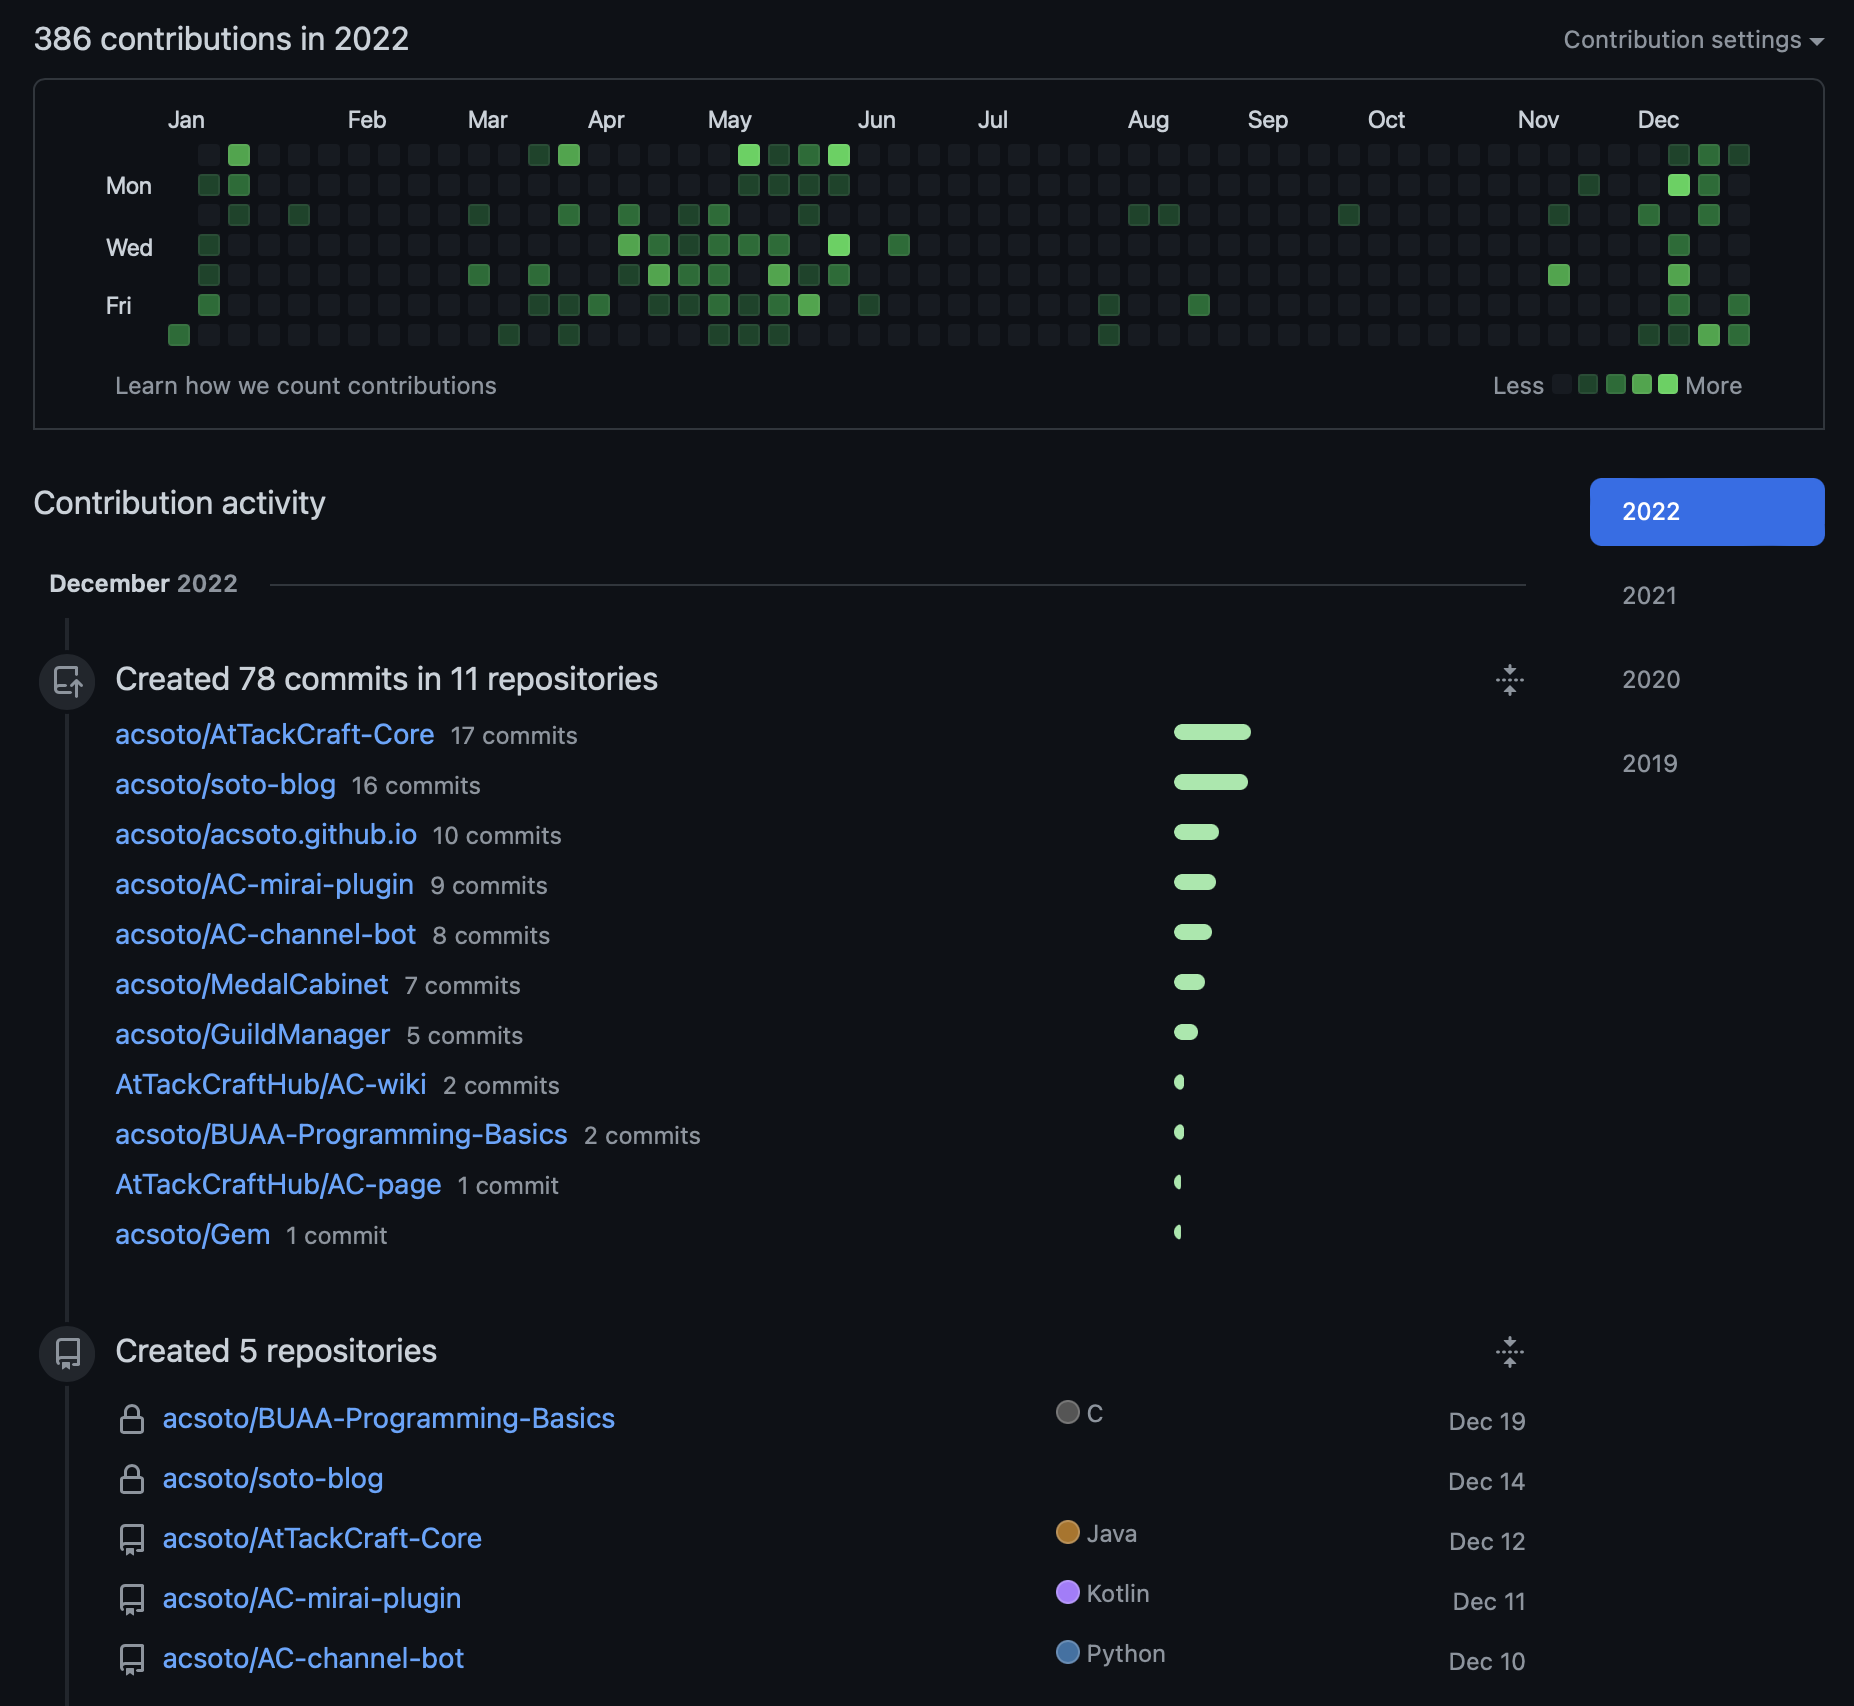 386 contributions in 2022
Contribution settings
Jan Feb Mar Apr May Jun Jul Aug Sep Oct Nov Dec
Mon
Wed
Fri
Learn how we count contributions
Less More
Contribution activity
2022
2021
2020
2019
December 2022
Created 78 commits in 11 repositories
acsoto/AtTackCraft-Core 17 commits
acsoto/soto-blog 16 commits
acsoto/acsoto.github.io 10 commits
acsoto/AC-mirai-plugin 9 commits
acsoto/AC-channel-bot 8 commits
acsoto/MedalCabinet 7 commits
acsoto/GuildManager 5 commits
AtTackCraftHub/AC-wiki 2 commits
acsoto/BUAA-Programming-Basics 2 commits
AtTackCraftHub/AC-page 1 commit
acsoto/Gem 1 commit
Created 5 repositories
acsoto/BUAA-Programming-Basics C Dec 19
acsoto/soto-blog Dec 14
acsoto/AtTackCraft-Core Java Dec 12
acsoto/AC-mirai-plugin Kotlin Dec 11
acsoto/AC-channel-bot Python Dec 10